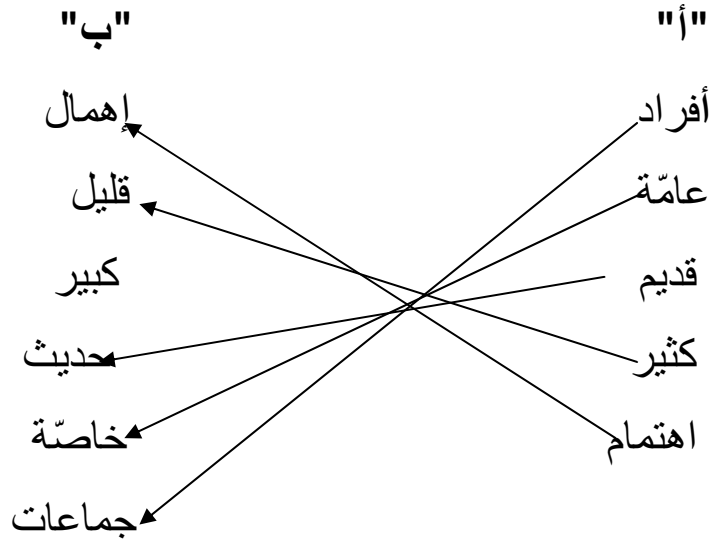 "أ" "ب"
أفراد إهمال
عامّة قليل
قديم كبير
كثير حديث
اهتمام خاصّة
جماعات